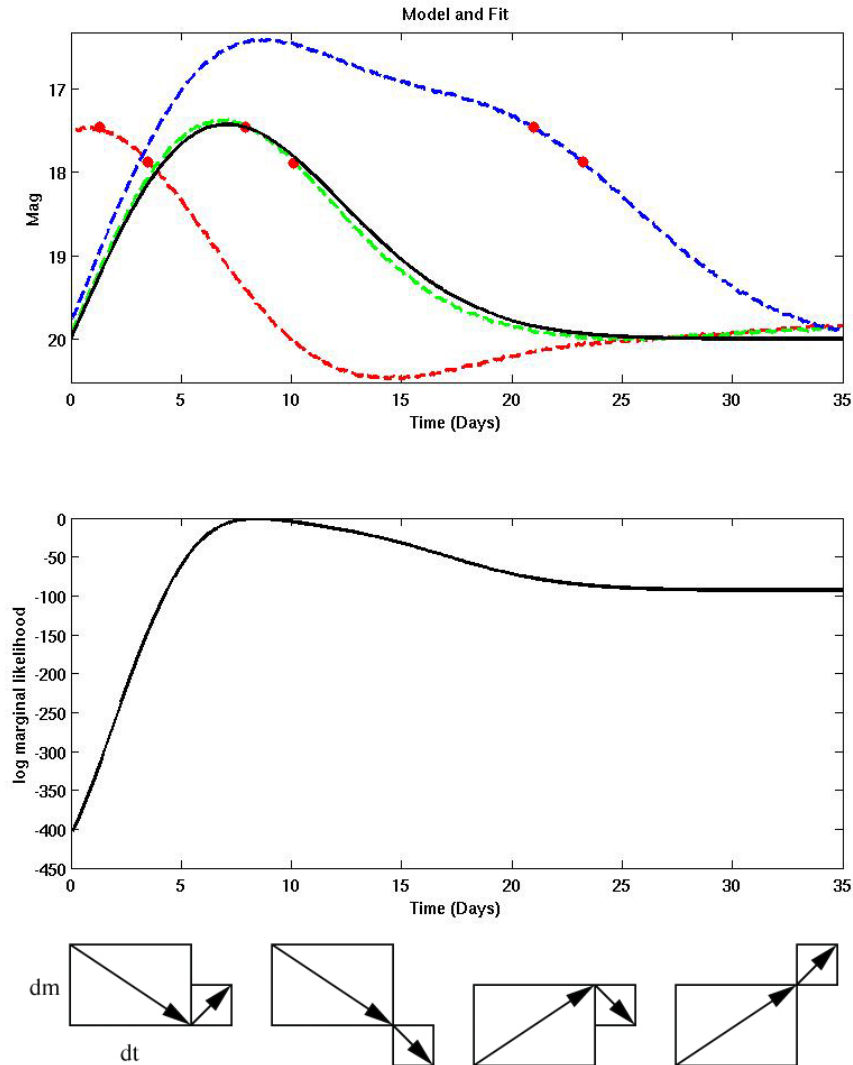 Model and Fit
17
18
19
20
Mag
0 5 10 15 20 25 30 35
Time (Days)
0
-50
-100
-150
-200
-250
-300
-350
-400
-450
log marginal likelihood
0 5 10 15 20 25 30 35
Time (Days)
dm
dt